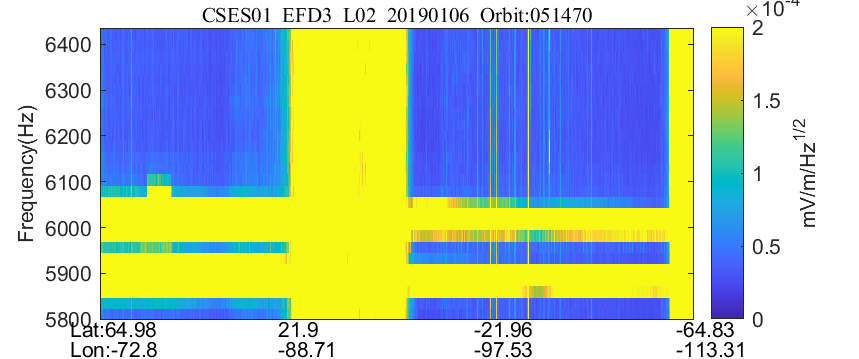 CSES01 EFD3 L02 20190106 Orbit:051470
×10-4
6400
6300
6200
6100
6000
5900
5800
Frequency(Hz)
2
1.5
1
0.5
0
mV/m/Hz1/2
Lat:64.98 21.9 -21.96 -64.83
Lon:-72.8 -88.71 -97.53 -113.31